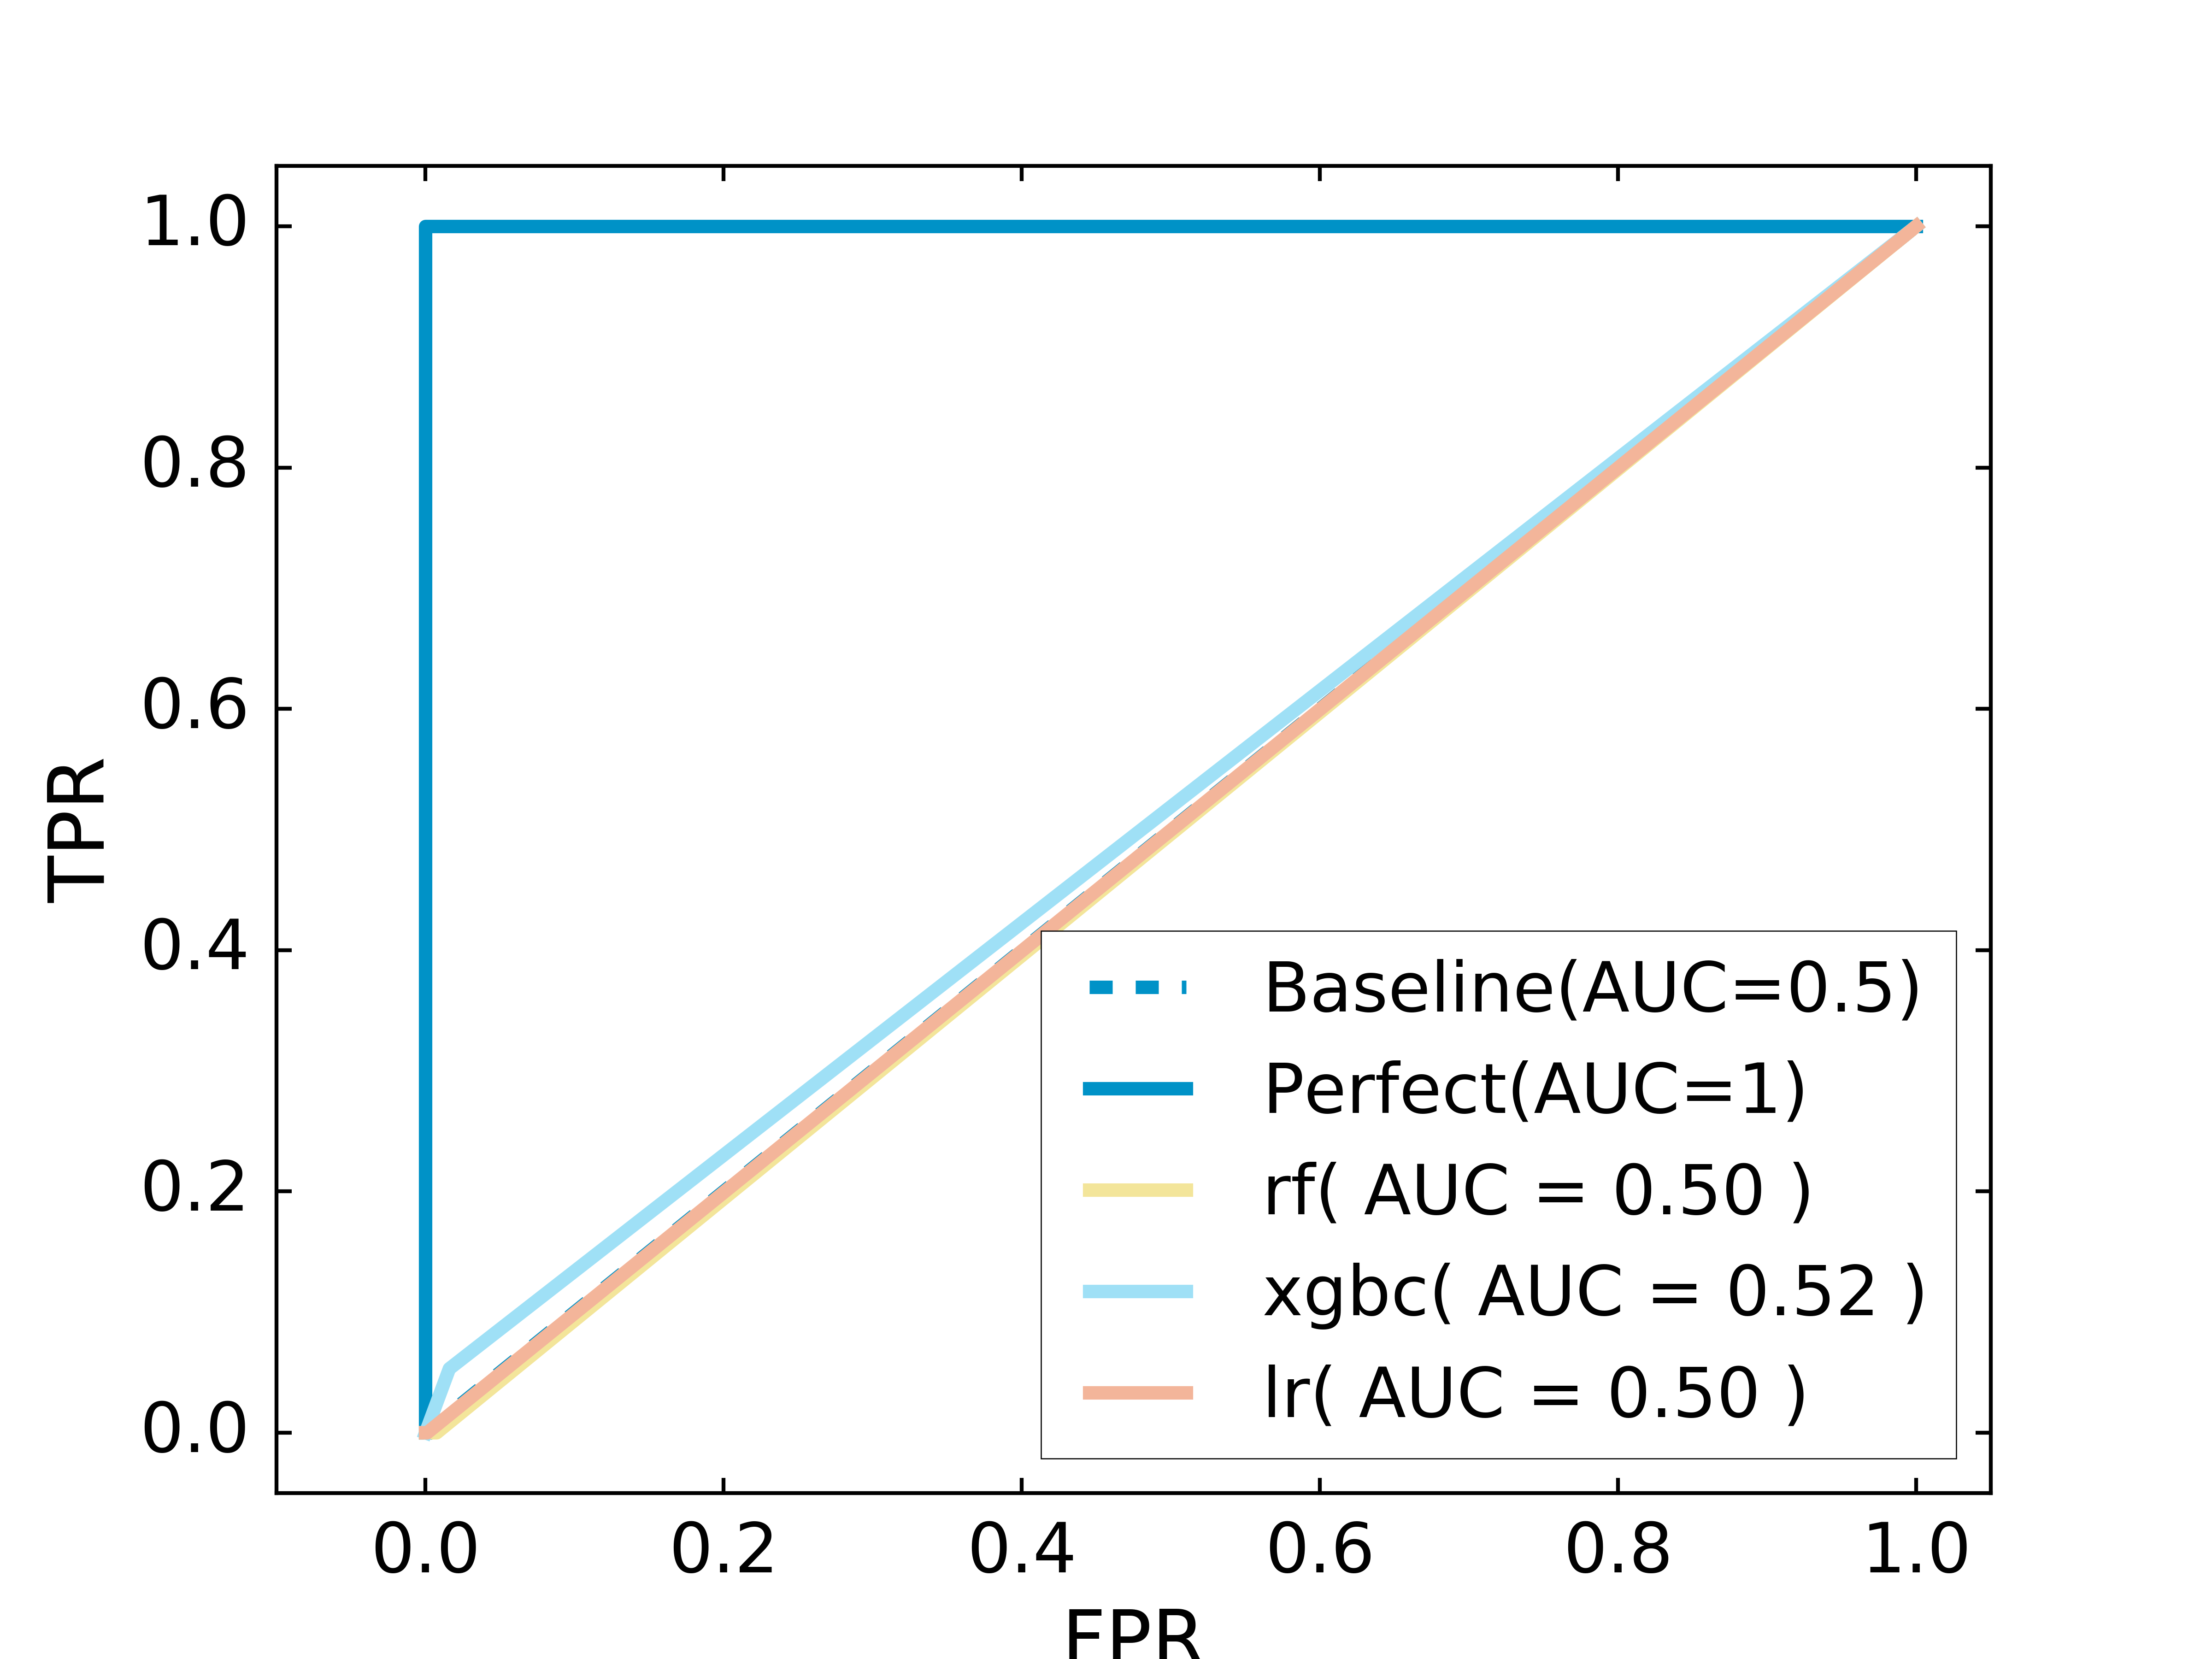 1.0
0.8
0.6
0.4
0.2
0.0
TPR
Baseline(AUC=0.5)
Perfect(AUC=1)
rf( AUC = 0.50 )
xgbc( AUC = 0.52 )
lr( AUC = 0.50 )
0.0 0.2 0.4 0.6 0.8 1.0
FPR